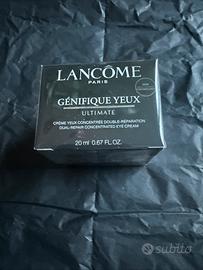 LANCÔME
PARIS
GÉNIFIQUE YEUX
ULTIMATE
CRÈME YEUX CONCENTRÉE DOUBLE-RÉPARATION
DUAL-REPAIR CONCENTRATED EYE CREAM
20 ml 0.67 FL.OZ.
subito